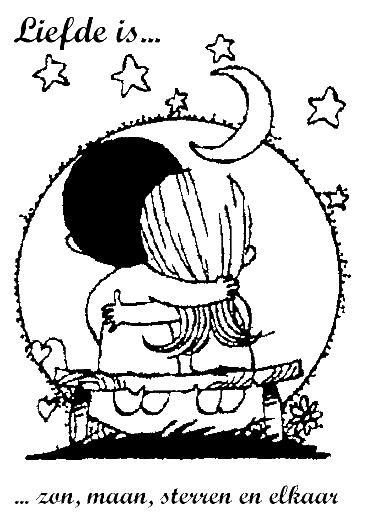 Liefde is...
... zon, maan, sterren en elkaar